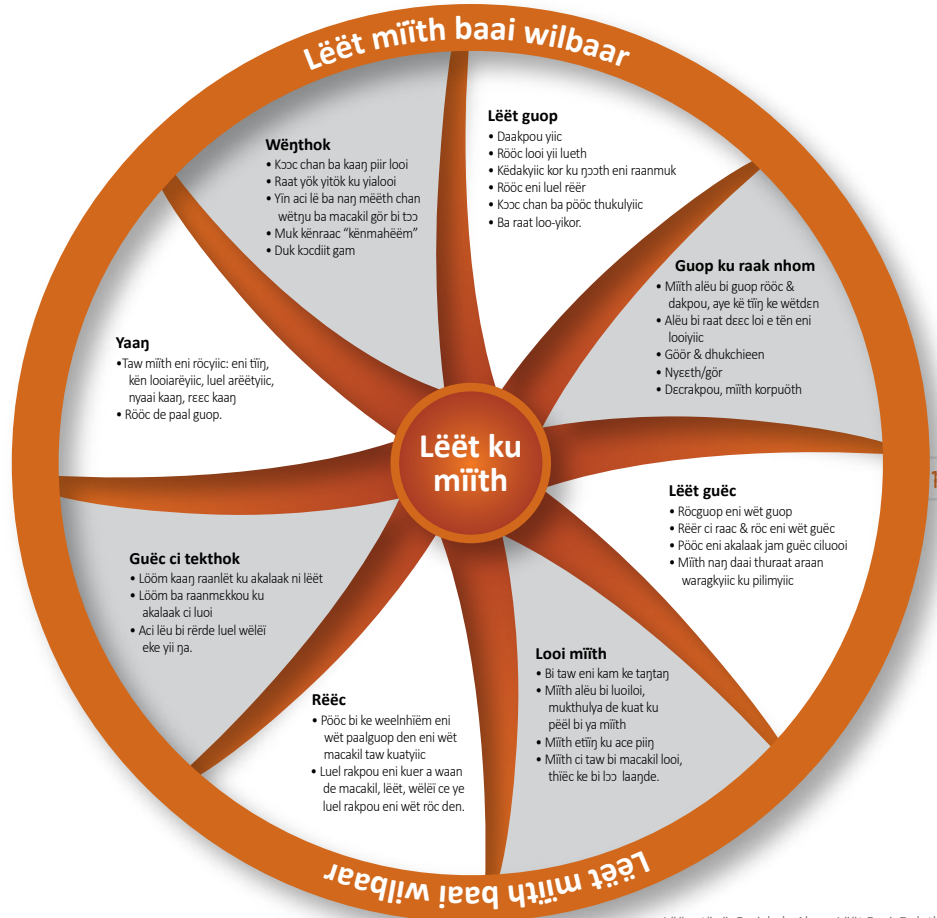 Lëët mïïth baai wilbaar
Lëët guop
• Daakpou yiic
• Rööc looi yii lueth
• Këdakyiic kor ku ŋɔɔth eni raanmuk
• Rööc eni luel rëër
• Kɔɔc chan ba pööc thukulyiic
• Ba raat loo-yikor.
Guop ku raak nhom
• Mïïth alëu bi guop rööc &
dakpou, aye kë tïïŋ ke wëtdɛn
• Alëu bi raat dɛɛc loi e tën eni
looiyiic
• Göör & dhukchieen
• Nyɛɛth/gör
• Dɛcrakpou, mïïth korpuöth
Lëët guëc
• Röcguop eni wët guop
• Rëër ci raac & röc eni wët guëc
• Pööc eni akalaak jam guëc ciluooi
• Mïïth naŋ daai thuraat araan
waragkyiic ku pilimyiic
Looi mïïth
• Bi taw eni kam ke taŋtaŋ
• Mïïth alëu bi luoiloi,
mukthulya de kuat ku
pëël bi ya mïïth
• Mïïth etïïŋ ku ace piiŋ
• Mïïth ci taw bi macakil looi,
thïëc ke bi lɔɔ laaŋde.
Rëëc
• Pööc bi ke weelnhïëm eni
wët paalguop den eni wët
macakil taw kuatyiic
• Luel rakpou eni kuer a waan
de macakil, lëët, wëlëï ce ye
luel rakpou eni wët röc den.
Guëc ci tekthok
• Lööm kaaŋ raanlët ku akalaak ni lëët
• Lööm ba raanmɛkkou ku
akalaak ci luoi
• Aci lëu bi rërde luel wëlëï
eke yii ŋa.
Yaaŋ
•Taw mïïth eni röcyiic: eni tïïŋ,
kën looiarëyiic, luel arëëtyiic,
nyaai kaaŋ, rɛɛc kaaŋ
• Rööc de paal guop.
Wëŋthok
• Kɔɔc chan ba kaaŋ piir looi
• Raat yök yitök ku yialooi
• Yïn aci lë ba naŋ mëëth chan
wëtŋu ba macakil gör bi tɔɔ
• Muk kënraac "kënmahëëm"
• Duk kɔcdiit gam
Lëët ku
mïïth
Lëët mïïth baai wilbaar